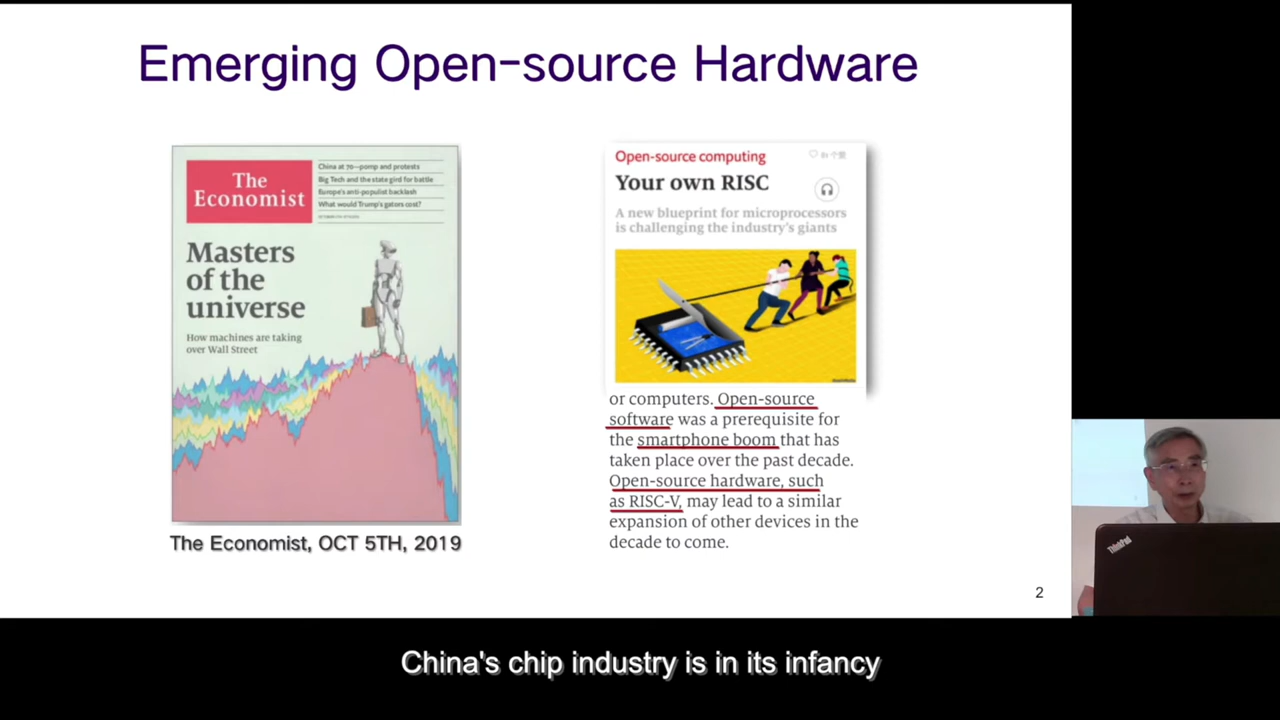 Emerging Open-source Hardware
The
Economist
China at 70—pomp and protests
Big Tech and the state gird for battle
Europe's anti-populist backlash
What would Trump's gators cost?
Masters
of the
universe
How machines are taking
over Wall Street
The Economist, OCT 5TH, 2019
Open-source computing
Your own RISC
A new blueprint for microprocessors
is challenging the industry's giants
or computers. Open-source
software was a prerequisite for
the smartphone boom that has
taken place over the past decade.
Open-source hardware, such
as RISC-V, may lead to a similar
expansion of other devices in the
decade to come.
2
ThinkPad
China's chip industry is in its infancy